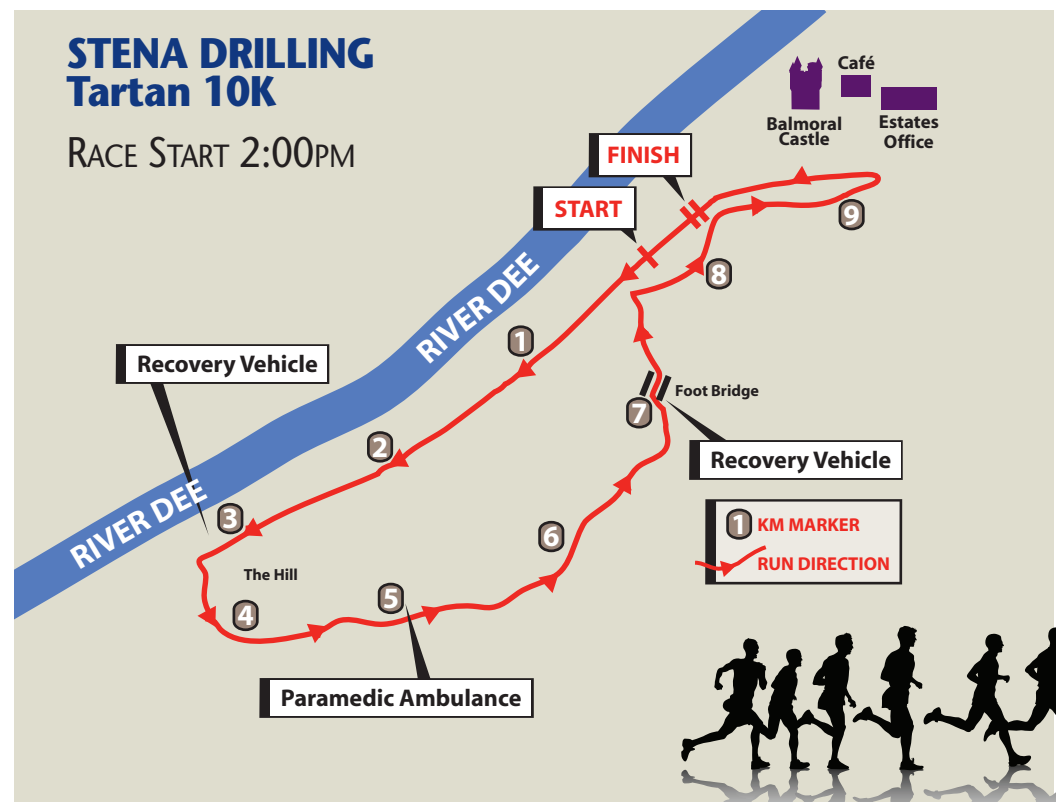 STENA DRILLING
Tartan 10K
RACE START 2:00PM
Café
Balmoral
Castle
Estates
Office
FINISH
START
9
8
RIVER DEE
1
Recovery Vehicle
Foot Bridge
7
2
Recovery Vehicle
RIVER DEE
3
6
1 KM MARKER
RUN DIRECTION
The Hill
5
4
Paramedic Ambulance